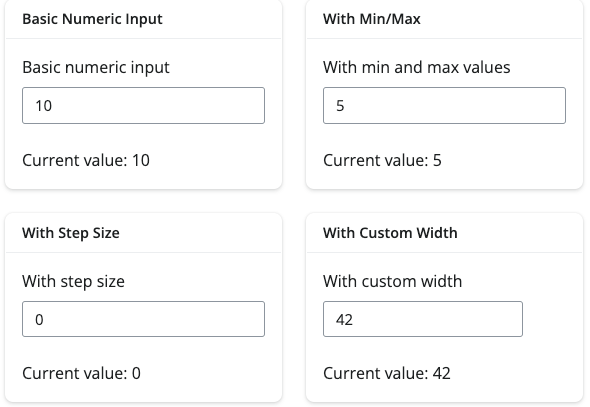 Basic Numeric Input
Basic numeric input
10
Current value: 10
With Min/Max
With min and max values
5
Current value: 5
With Step Size
With step size
0
Current value: 0
With Custom Width
With custom width
42
Current value: 42